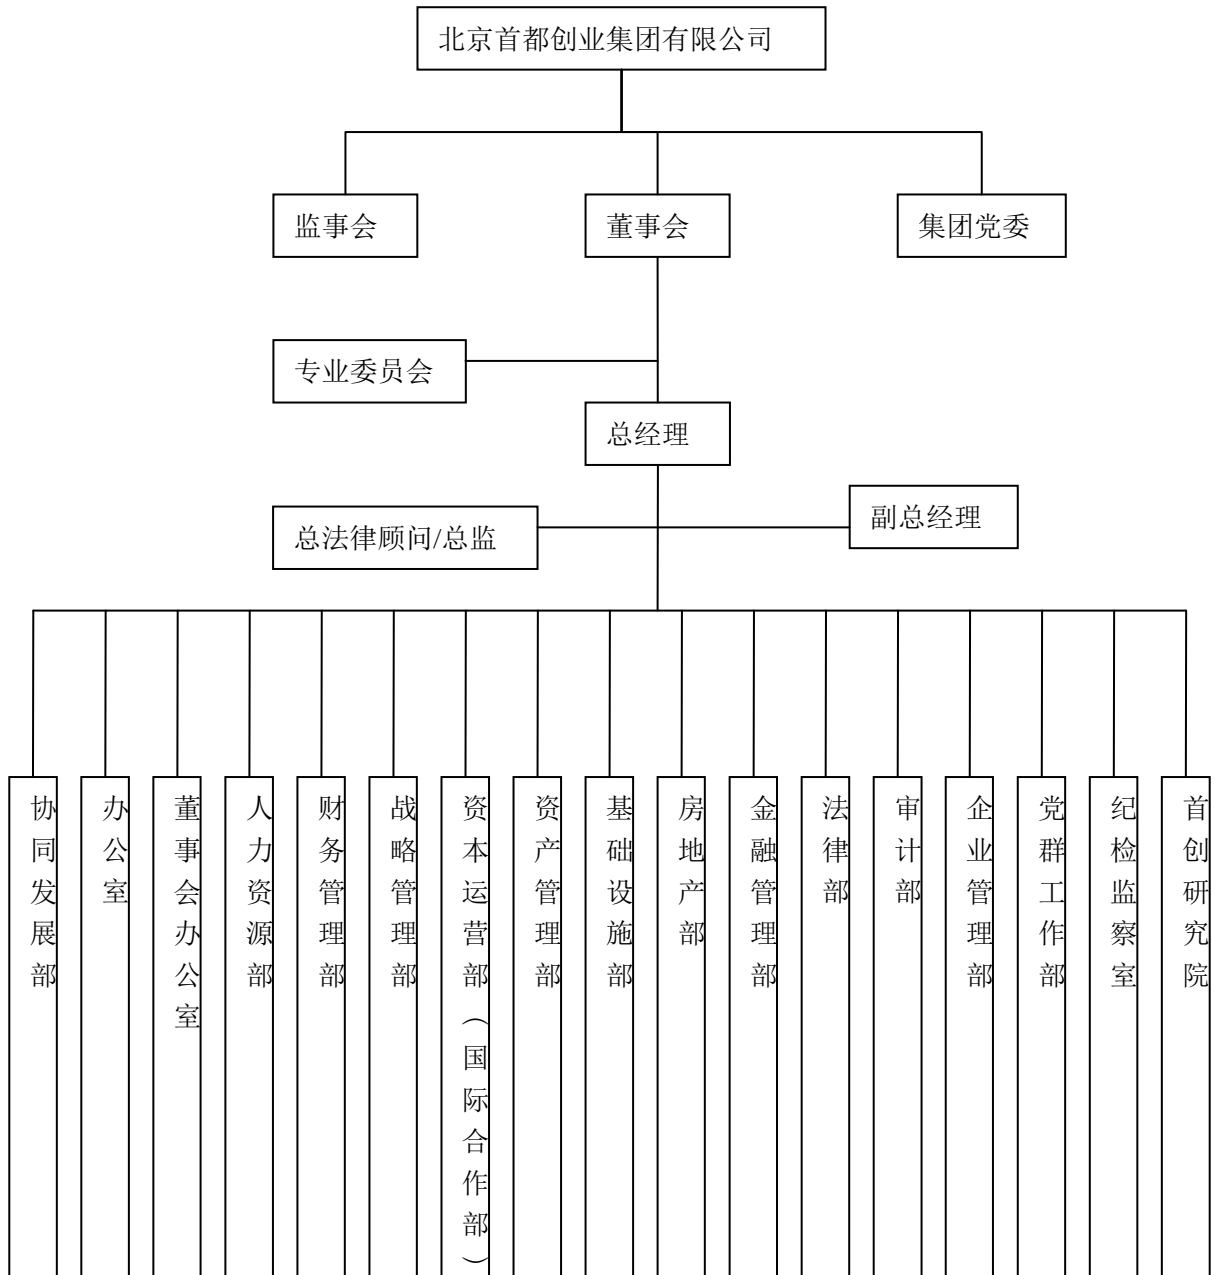 北京首都创业集团有限公司
监事会
董事会
集团党委
专业委员会
总经理
总法律顾问/总监
副总经理
协同发展部
办公室
董事会办公室
人力资源部
财务管理部
战略管理部
资本运营部（国际合作部）
资产管理部
基础设施部
房地产部
金融管理部
法律部
审计部
企业管理部
党群工作部
纪检监察室
首创研究院